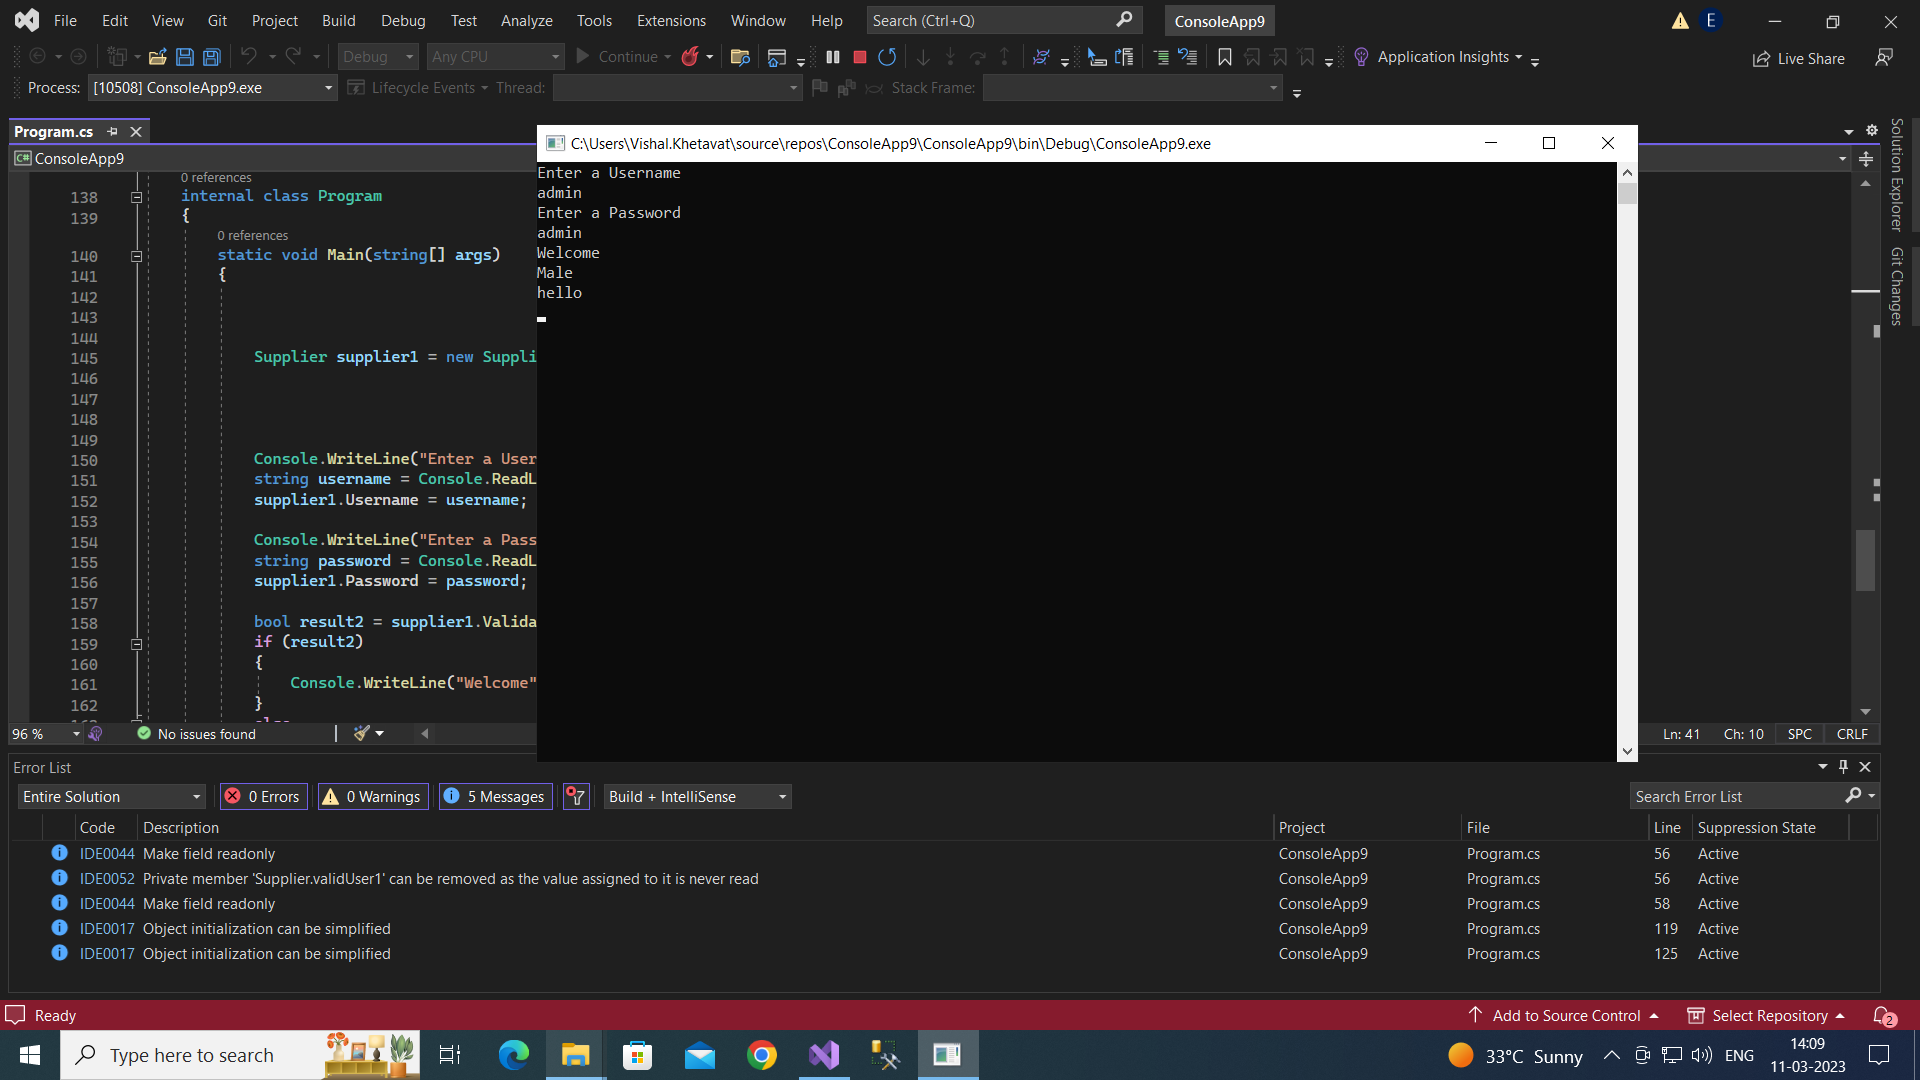 File Edit View Git Project Build Debug Test Analyze Tools Extensions Window Help Search (Ctrl+Q) ConsoleApp9 E
Debug Any CPU Continue Application Insights Live Share
Process: [10508] ConsoleApp9.exe Lifecycle Events Thread: Stack Frame:
Program.cs
C# ConsoleApp9
0 references
138 internal class Program
139 {
0 references
140 static void Main(string[] args)
141 {
142
143
144
145 Supplier supplier1 = new Suppli
146
147
148
149
150 Console.WriteLine("Enter a User
151 string username = Console.ReadL
152 supplier1.Username = username;
153
154 Console.WriteLine("Enter a Pass
155 string password = Console.ReadL
156 supplier1.Password = password;
157
158 bool result2 = supplier1.Valida
159 if (result2)
160 {
161 Console.WriteLine("Welcome"
162 }
C:\Users\Vishal.Khetavat\source\repos\ConsoleApp9\ConsoleApp9\bin\Debug\ConsoleApp9.exe
Enter a Username
admin
Enter a Password
admin
Welcome
Male
hello
Solution Explorer
Git Changes
96 % No issues found Ln: 41 Ch: 10 SPC CRLF
Error List
Entire Solution 0 Errors 0 Warnings 5 Messages Build + IntelliSense Search Error List
Code Description Project File Line Suppression State
IDE0044 Make field readonly ConsoleApp9 Program.cs 56 Active
IDE0052 Private member 'Supplier.validUser1' can be removed as the value assigned to it is never read ConsoleApp9 Program.cs 56 Active
IDE0044 Make field readonly ConsoleApp9 Program.cs 58 Active
IDE0017 Object initialization can be simplified ConsoleApp9 Program.cs 119 Active
IDE0017 Object initialization can be simplified ConsoleApp9 Program.cs 125 Active
Ready Add to Source Control Select Repository 2
Type here to search 33°C Sunny ENG 14:09
11-03-2023